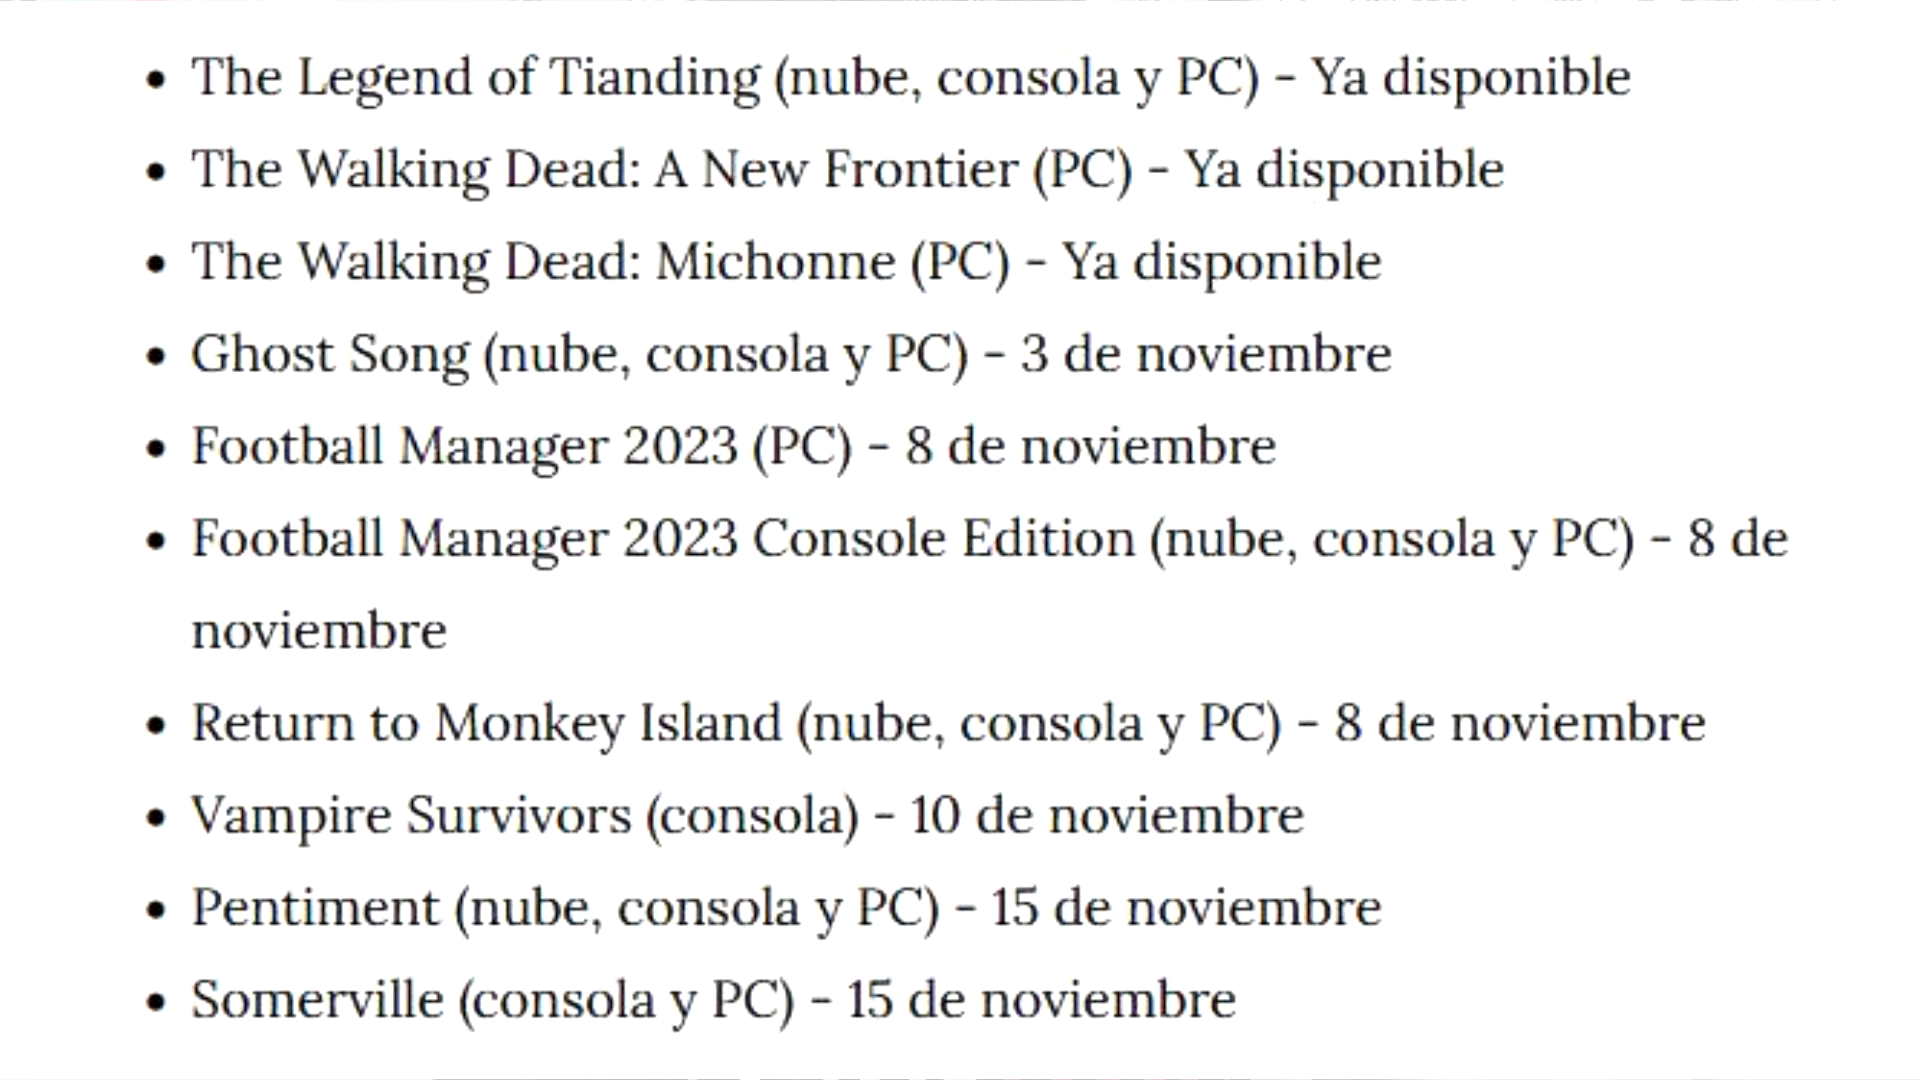 • The Legend of Tianding (nube, consola y PC) - Ya disponible
• The Walking Dead: A New Frontier (PC) - Ya disponible
• The Walking Dead: Michonne (PC) - Ya disponible
• Ghost Song (nube, consola y PC) - 3 de noviembre
• Football Manager 2023 (PC) - 8 de noviembre
• Football Manager 2023 Console Edition (nube, consola y PC) - 8 de
noviembre
• Return to Monkey Island (nube, consola y PC) - 8 de noviembre
• Vampire Survivors (consola) - 10 de noviembre
• Pentiment (nube, consola y PC) - 15 de noviembre
• Somerville (consola y PC) - 15 de noviembre